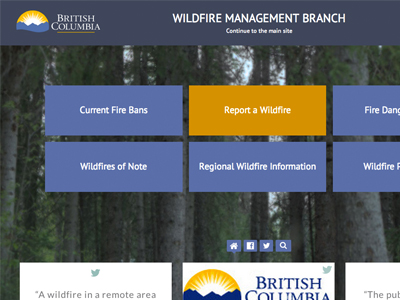 BRITISH COLUMBIA
WILDFIRE MANAGEMENT BRANCH
Continue to the main site
Current Fire Bans
Report a Wildfire
Fire Dang
Wildfires of Note
Regional Wildfire Information
Wildfire P
BRITISH
COLUMBIA
"A wildfire in a remote area
"The pub